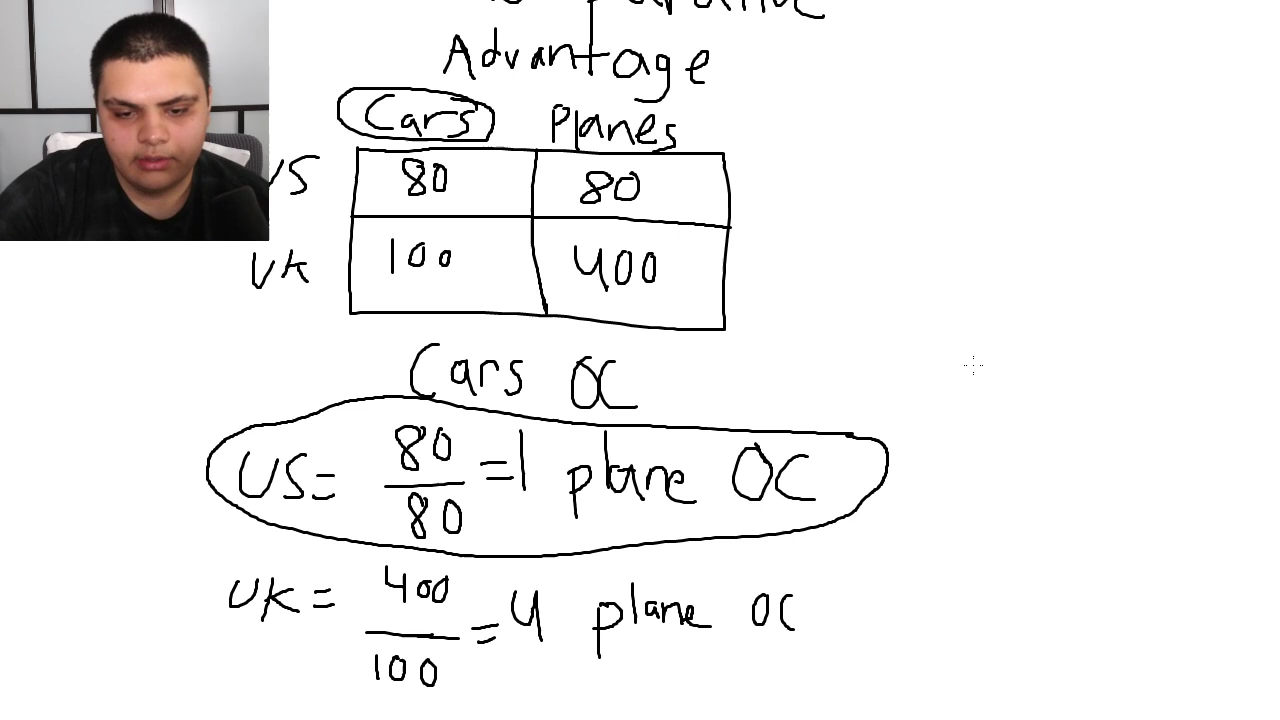 Advantage
Cars Planes
US 80 80
UK 100 400
Cars OC
US = 80/80 = 1 plane OC
UK = 400/100 = 4 plane OC